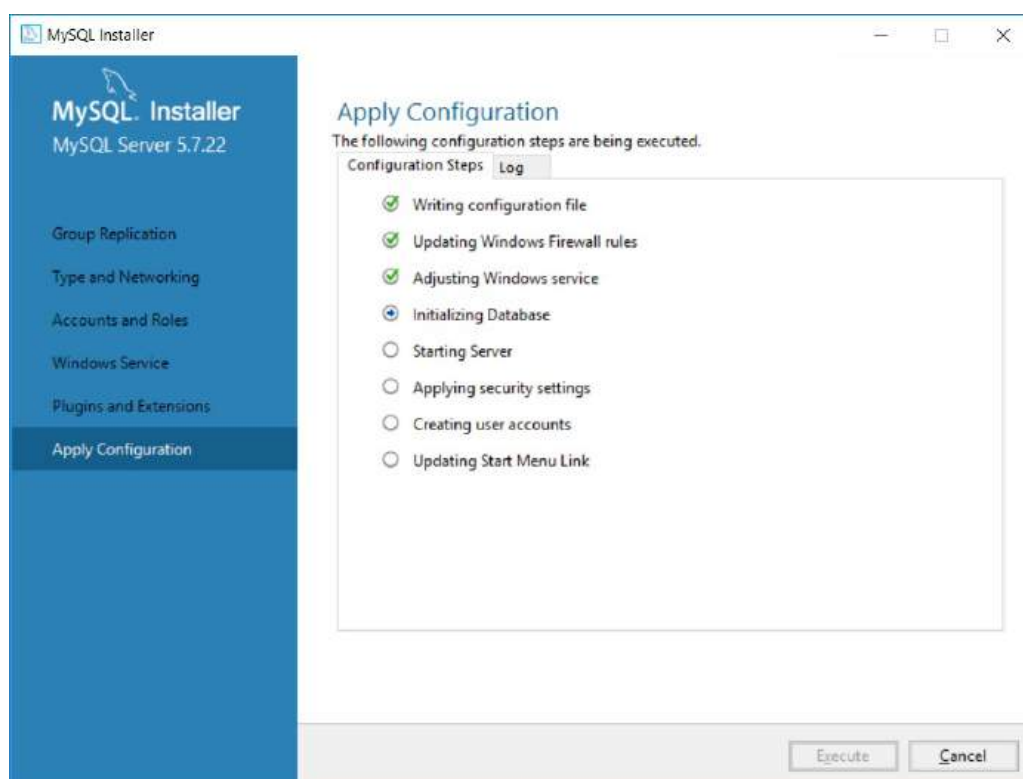 MySQL Installer
MySQL. Installer
MySQL Server 5.7.22
Group Replication
Type and Networking
Accounts and Roles
Windows Service
Plugins and Extensions
Apply Configuration
Apply Configuration
The following configuration steps are being executed.
Configuration Steps Log
Writing configuration file
Updating Windows Firewall rules
Adjusting Windows service
Initializing Database
Starting Server
Applying security settings
Creating user accounts
Updating Start Menu Link
Execute Cancel